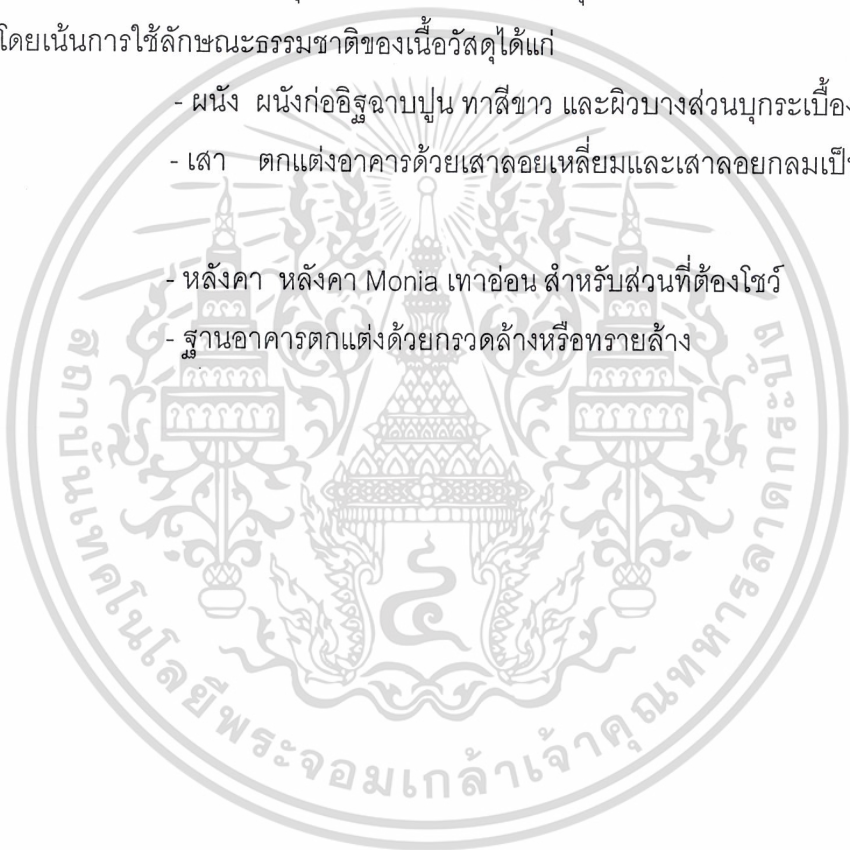 โดยเน้นการใช้ลักษณะธรรมชาติของเนื้อวัสดุได้แก่
- ผนัง ผนังก่ออิฐฉาบปูน ทาสีขาว และผิวบางส่วนบุกระเบื้อง
- เสา ตกแต่งอาคารด้วยเสาลอยเหลี่ยมและเสาลอยกลมเป็น
- หลังคา หลังคา Monia เทาอ่อน สำหรับส่วนที่ต้องโชว์
- ฐานอาคารตกแต่งด้วยกรวดล้างหรือทรายล้าง
สถาบันเทคโนโลยีพระจอมเกล้าเจ้าคุณทหารลาดกระบัง